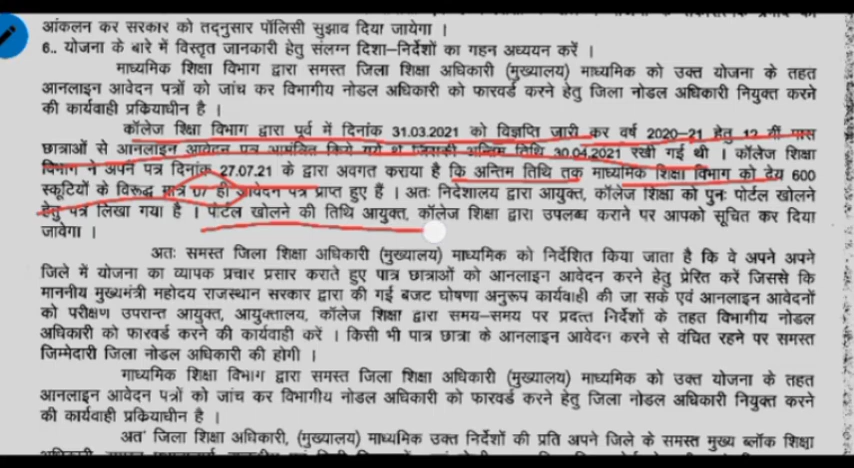 आंकलन कर सरकार को तद्नुसार पॉलिसी सुझाव दिया जायेगा ।
6.. योजना के बारे में विस्तृत जानकारी हेतु संलग्न दिशा–निर्देशों का गहन अध्ययन करें ।
माध्यमिक शिक्षा विभाग द्वारा समस्त जिला शिक्षा अधिकारी (मुख्यालय) माध्यमिक को उक्त योजना के तहत
आनलाइन आवेदन पत्रों को जांच कर विभागीय नोडल अधिकारी को फारवर्ड करने हेतु जिला नोडल अधिकारी नियुक्त करने
की कार्यवाही प्रकियाधीन है ।
कॉलेज शिक्षा विभाग द्वारा पूर्व में दिनांक 31.03.2021 को विज्ञप्ति जारी कर वर्ष 2020–21 हेतु 12 वीं पास
छात्राओं से आनलाइन आवेदन पत्र आमंत्रित किये गये थे जिसकी अन्तिम तिथि 30.04.2021 रखी गई थी । कॉलेज शिक्षा
विभाग ने अपने पत्र दिनांक 27.07.21 के द्वारा अवगत कराया है कि अन्तिम तिथि तक माध्यमिक शिक्षा विभाग को देय 600
स्कूटियों के विरूद्ध मात्र 07 ही आवेदन पत्र प्राप्त हुए हैं । अतः निदेशालय द्वारा आयुक्त, कॉलेज शिक्षा को पुनः पोर्टल खोलने
हेतु पत्र लिखा गया है । पोर्टल खोलने की तिथि आयुक्त, कॉलेज शिक्षा द्वारा उपलब्ध कराने पर आपको सूचित कर दिया
जावेगा ।
अतः समस्त जिला शिक्षा अधिकारी (मुख्यालय) माध्यमिक को निर्देशित किया जाता है कि वे अपने अपने
जिले में योजना का व्यापक प्रचार प्रसार कराते हुए पात्र छात्राओं को आनलाइन आवेदन करने हेतु प्रेरित करें जिससे कि
माननीय मुख्यमंत्री महोदय राजस्थान सरकार द्वारा की गई बजट घोषणा अनुरूप कार्यवाही की जा सके एवं आनलाइन आवेदनों
को परीक्षण उपरान्त आयुक्त, आयुक्तालय, कॉलेज शिक्षा द्वारा समय–समय पर प्रदत्त निर्देशों के तहत विभागीय नोडल
अधिकारी को फारवर्ड करने की कार्यवाही करें । किसी भी पात्र छात्रा के आनलाइन आवेदन करने से वंचित रहने पर समस्त
जिम्मेदारी जिला नोडल अधिकारी की होगी ।
माध्यमिक शिक्षा विभाग द्वारा समस्त जिला शिक्षा अधिकारी (मुख्यालय) माध्यमिक को उक्त योजना के तहत
आनलाइन आवेदन पत्रों को जांच कर विभागीय नोडल अधिकारी को फारवर्ड करने हेतु जिला नोडल अधिकारी नियुक्त करने
की कार्यवाही प्रकियाधीन है ।
अत' जिला शिक्षा अधिकारी, (मुख्यालय) माध्यमिक उक्त निर्देशों की प्रति अपने जिले के समस्त मुख्य ब्लॉक शिक्षा